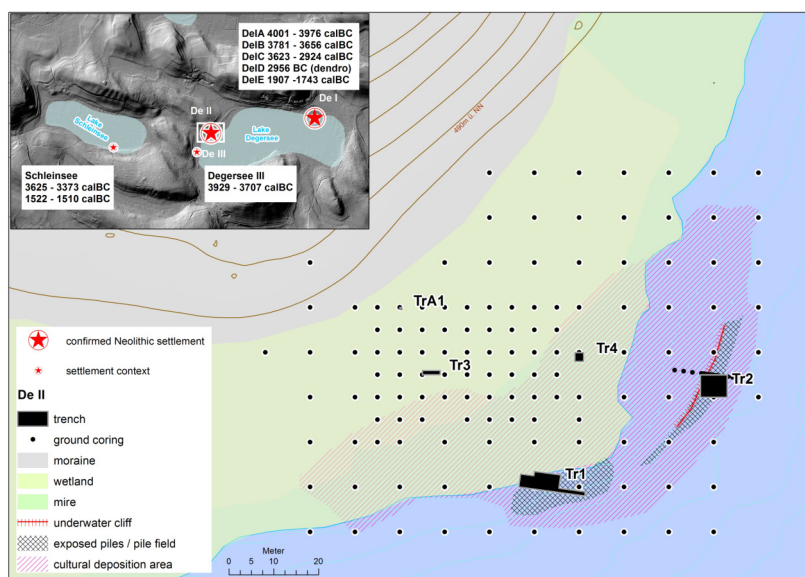 DeIA 4001 - 3976 calBC
DeIB 3781 - 3656 calBC
DeIC 3623 - 2924 calBC
DeID 2956 BC (dendro)
DeIE 1907 -1743 calBC
De I
De II
Lake
Schleinsee
Lake
Degersee
De III
Schleinsee
3625 - 3373 calBC
1522 - 1510 calBC
Degersee III
3929 - 3707 calBC
490m ü. NN
TrA1
Tr3
Tr4
Tr2
Tr1
confirmed Neolithic settlement
settlement context
De II
trench
ground coring
moraine
wetland
mire
underwater cliff
exposed piles / pile field
cultural deposition area
Meter
0 5 10 20